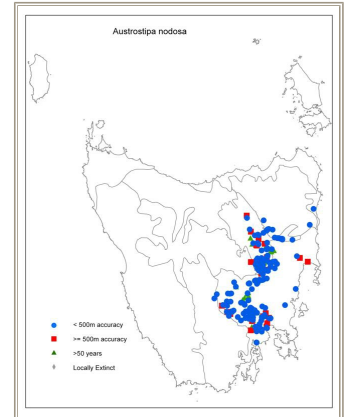 Austrostipa nodosa
< 500m accuracy
>= 500m accuracy
>50 years
Locally Extinct